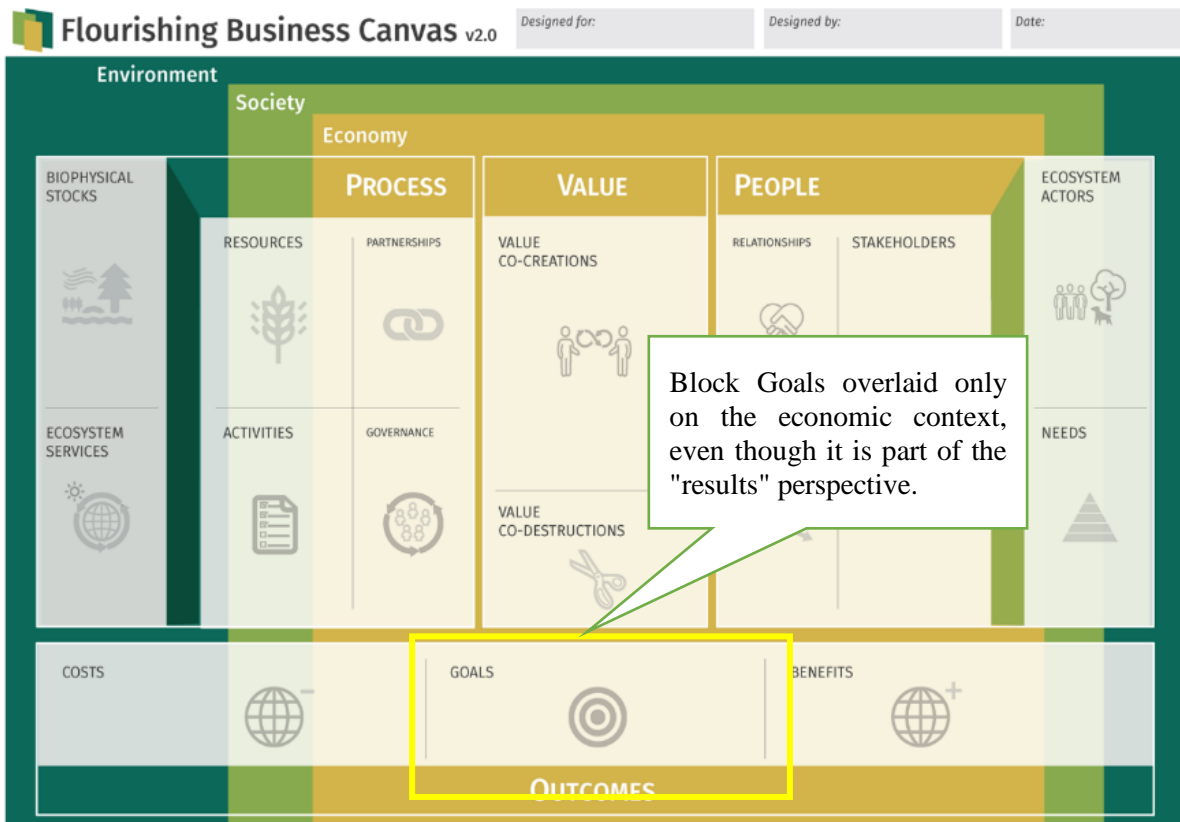 Flourishing Business Canvas v2.0
Designed for:
Designed by:
Date:
Environment
Society
Economy
BIOPHYSICAL
STOCKS
PROCESS
VALUE
PEOPLE
ECOSYSTEM
ACTORS
RESOURCES
PARTNERSHIPS
VALUE
CO-CREATIONS
RELATIONSHIPS
STAKEHOLDERS
Block Goals overlaid only
on the economic context,
even though it is part of the
"results" perspective.
ECOSYSTEM
SERVICES
ACTIVITIES
GOVERNANCE
VALUE
CO-DESTRUCTIONS
NEEDS
COSTS
GOALS
BENEFITS
OUTCOMES